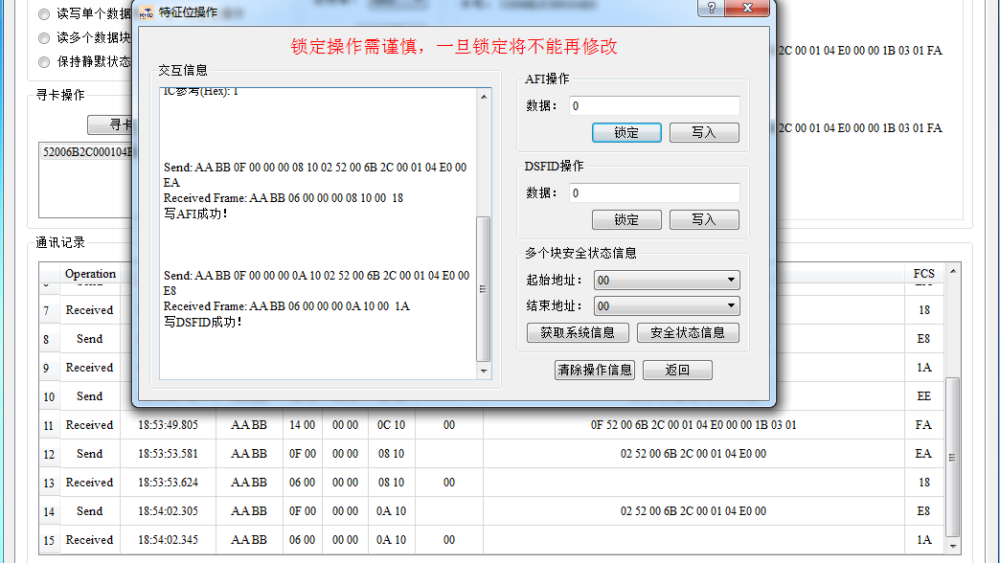 特征位操作
锁定操作需谨慎，一旦锁定将不能再修改
读写单个数据
读多个数据块
保持静默状态
寻卡操作
寻卡
52006B2C000104E
2C 00 01 04 E0 00 00 1B 03 01 FA
2C 00 01 04 E0 00 00 1B 03 01 FA
交互信息
IC参考(Hex): 1
Send: AA BB 0F 00 00 00 08 10 02 52 00 6B 2C 00 01 04 E0 00
EA
Received Frame: AA BB 06 00 00 00 08 10 00 18
写AFI成功!
Send: AA BB 0F 00 00 00 0A 10 02 52 00 6B 2C 00 01 04 E0 00
E8
Received Frame: AA BB 06 00 00 00 0A 10 00 1A
写DSFID成功!
AFI操作
数据： 0
锁定 写入
DSFID操作
数据： 0
锁定 写入
多个块安全状态信息
起始地址： 00
结束地址： 00
获取系统信息 安全状态信息
清除操作信息 返回
通讯记录
Operation FCS
7 Received 18
8 Send E8
9 Received 1A
10 Send EE
11 Received 18:53:49.805 AA BB 14 00 00 00 0C 10 00 0F 52 00 6B 2C 00 01 04 E0 00 00 1B 03 01 FA
12 Send 18:53:53.581 AA BB 0F 00 00 00 08 10 02 52 00 6B 2C 00 01 04 E0 00 EA
13 Received 18:53:53.624 AA BB 06 00 00 00 08 10 00 18
14 Send 18:54:02.305 AA BB 0F 00 00 00 0A 10 02 52 00 6B 2C 00 01 04 E0 00 E8
15 Received 18:54:02.345 AA BB 06 00 00 00 0A 10 00 1A